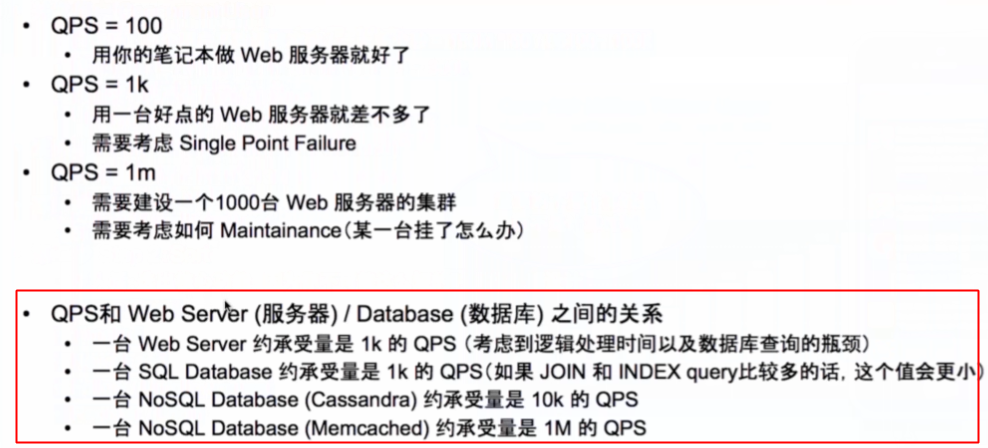 • QPS = 100
• 用你的笔记本做 Web 服务器就好了
• QPS = 1k
• 用一台好点的 Web 服务器就差不多了
• 需要考虑 Single Point Failure
• QPS = 1m
• 需要建设一个1000台 Web 服务器的集群
• 需要考虑如何 Maintainance（某一台挂了怎么办）
• QPS和 Web Server (服务器) / Database (数据库) 之间的关系
• 一台 Web Server 约承受量是 1k 的 QPS （考虑到逻辑处理时间以及数据库查询的瓶颈）
• 一台 SQL Database 约承受量是 1k 的 QPS（如果 JOIN 和 INDEX query比较多的话, 这个值会更小）
• 一台 NoSQL Database (Cassandra) 约承受量是 10k 的 QPS
• 一台 NoSQL Database (Memcached) 约承受量是 1M 的 QPS